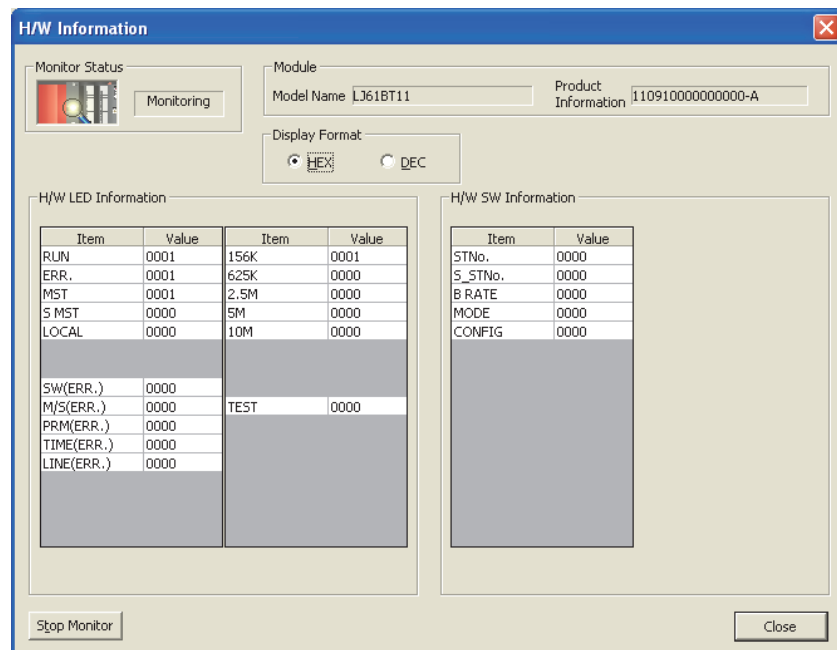 H/W Information
Monitor Status
Monitoring
Module
Model Name LJ61BT11
Product Information 110910000000000-A
Display Format
HEX DEC
H/W LED Information
Item Value Item Value
RUN 0001 156K 0001
ERR. 0001 625K 0000
MST 0001 2.5M 0000
S MST 0000 5M 0000
LOCAL 0000 10M 0000
SW(ERR.) 0000
M/S(ERR.) 0000 TEST 0000
PRM(ERR.) 0000
TIME(ERR.) 0000
LINE(ERR.) 0000
H/W SW Information
Item Value
STNo. 0000
S_STNo. 0000
B RATE 0000
MODE 0000
CONFIG 0000
Stop Monitor
Close